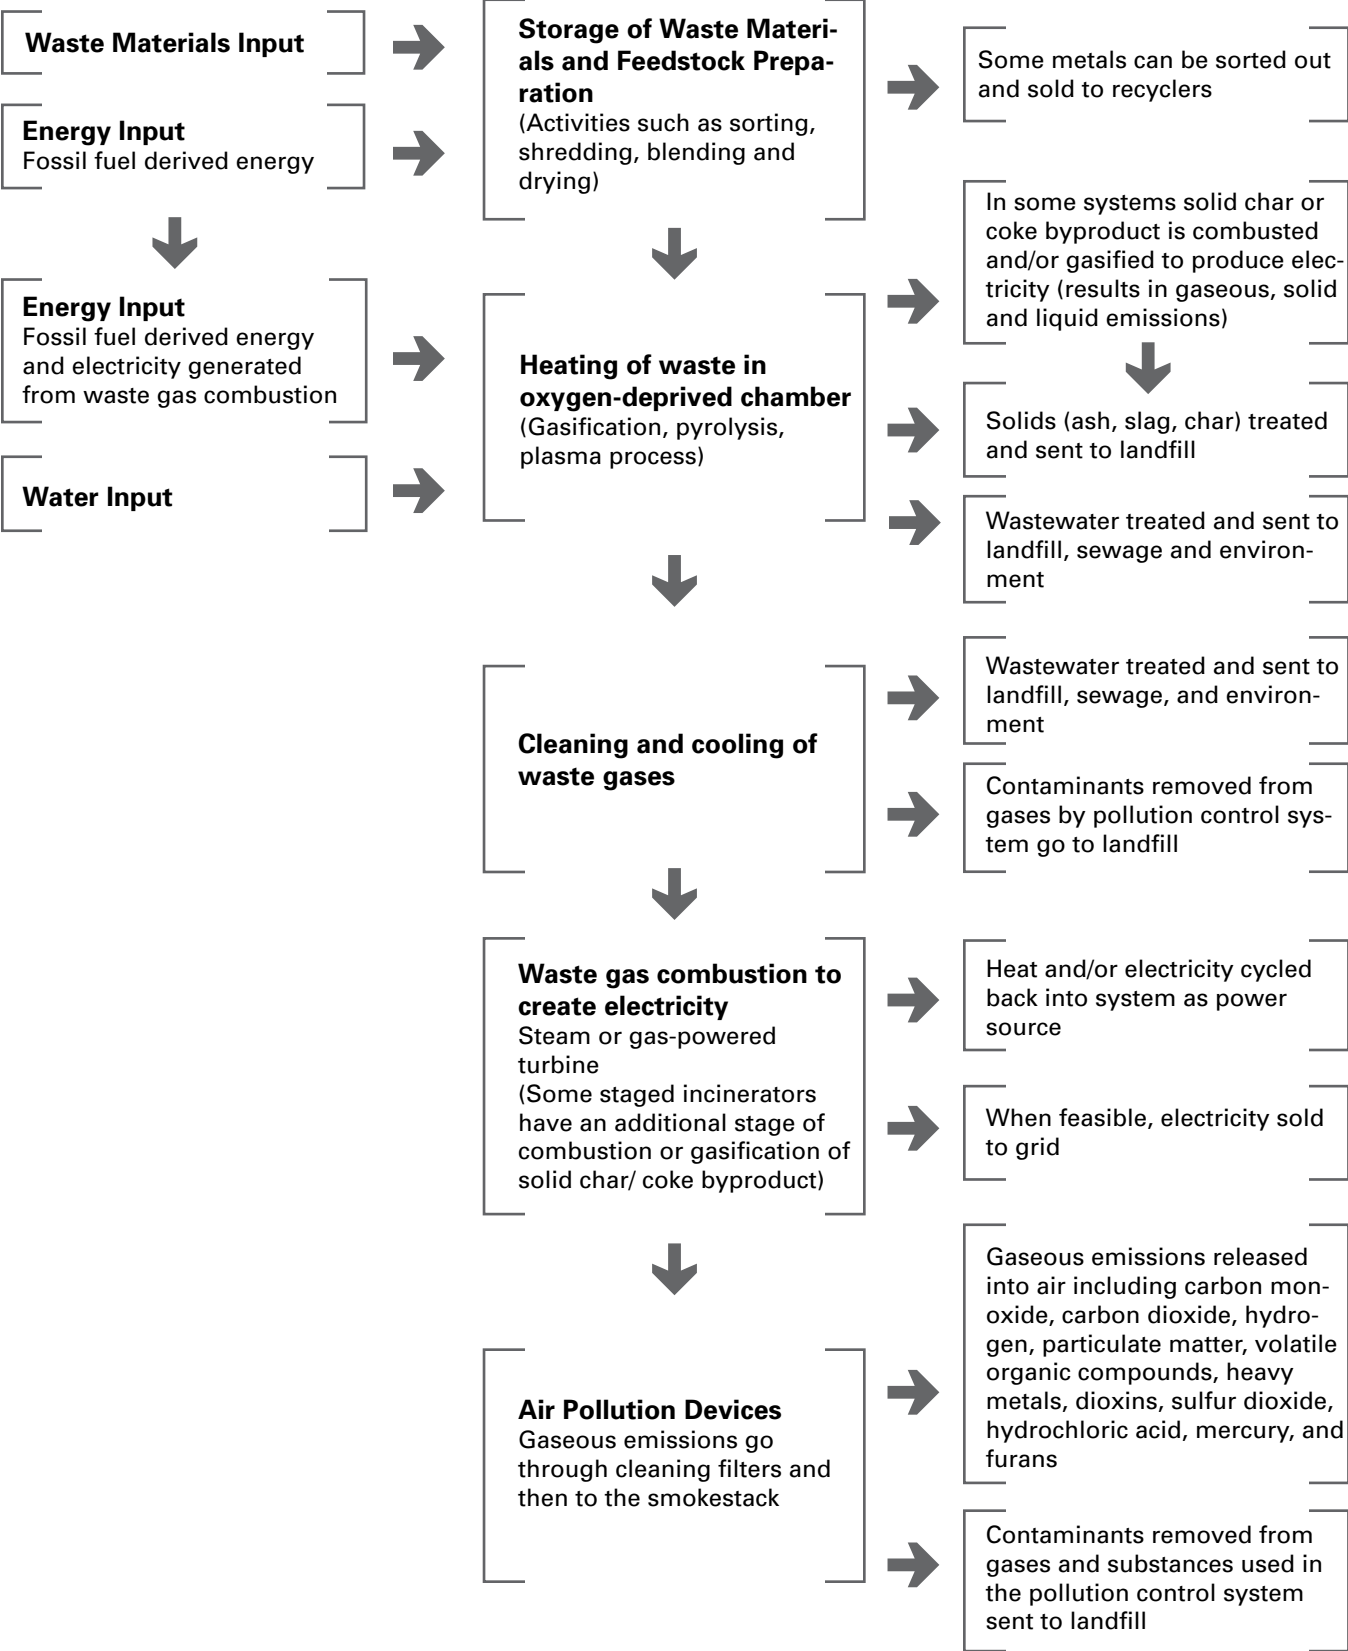 Waste Materials Input
Energy Input
Fossil fuel derived energy
Energy Input
Fossil fuel derived energy
and electricity generated
from waste gas combustion
Water Input
Storage of Waste Materi-
als and Feedstock Prepa-
ration
(Activities such as sorting,
shredding, blending and
drying)
Heating of waste in
oxygen-deprived chamber
(Gasification, pyrolysis,
plasma process)
Cleaning and cooling of
waste gases
Waste gas combustion to
create electricity
Steam or gas-powered
turbine
(Some staged incinerators
have an additional stage of
combustion or gasification of
solid char/ coke byproduct)
Air Pollution Devices
Gaseous emissions go
through cleaning filters and
then to the smokestack
Some metals can be sorted out
and sold to recyclers
In some systems solid char or
coke byproduct is combusted
and/or gasified to produce elec-
tricity (results in gaseous, solid
and liquid emissions)
Solids (ash, slag, char) treated
and sent to landfill
Wastewater treated and sent to
landfill, sewage and environ-
ment
Wastewater treated and sent to
landfill, sewage, and environ-
ment
Contaminants removed from
gases by pollution control sys-
tem go to landfill
Heat and/or electricity cycled
back into system as power
source
When feasible, electricity sold
to grid
Gaseous emissions released
into air including carbon mon-
oxide, carbon dioxide, hydro-
gen, particulate matter, volatile
organic compounds, heavy
metals, dioxins, sulfur dioxide,
hydrochloric acid, mercury, and
furans
Contaminants removed from
gases and substances used in
the pollution control system
sent to landfill